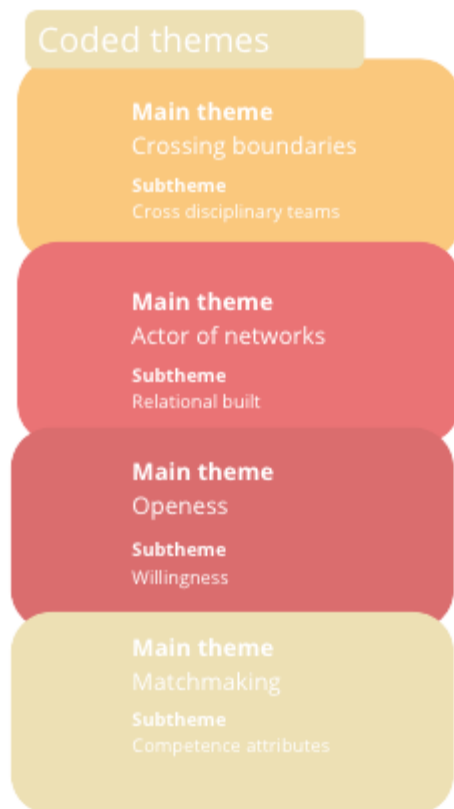 Coded themes
Main theme
Crossing boundaries
Subtheme
Cross disciplinary teams
Main theme
Actor of networks
Subtheme
Relational built
Main theme
Openess
Subtheme
Willingness
Main theme
Matchmaking
Subtheme
Competence attributes